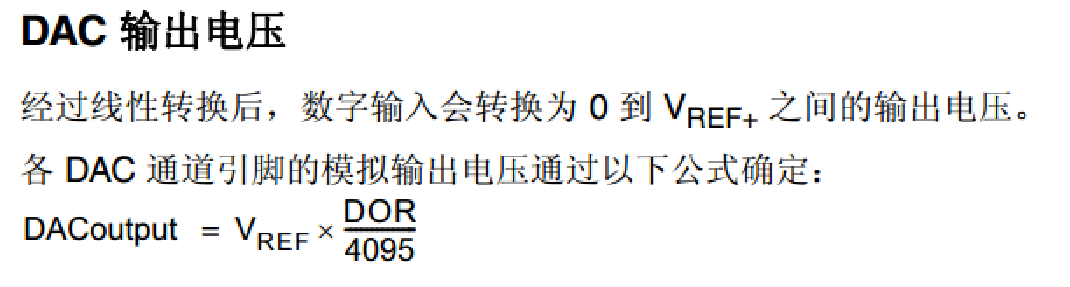 DAC 输出电压
经过线性转换后，数字输入会转换为 0 到 VREF+ 之间的输出电压。
各 DAC 通道引脚的模拟输出电压通过以下公式确定：
DACoutput = VREF × DOR/4095